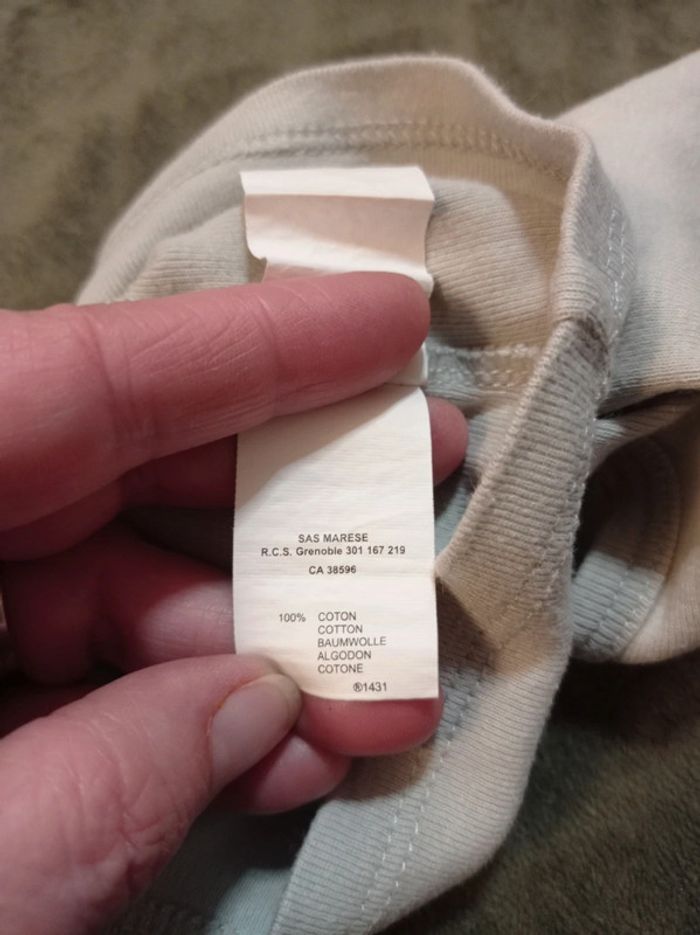 SAS MARESE
R.C.S. Grenoble 301 167 219
CA 38596
100% COTON
COTTON
BAUMWOLLE
ALGODON
COTONE
®1431